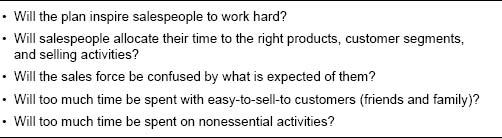 • Will the plan inspire salespeople to work hard?
• Will salespeople allocate their time to the right products, customer segments,
and selling activities?
• Will the sales force be confused by what is expected of them?
• Will too much time be spent with easy-to-sell-to customers (friends and family)?
• Will too much time be spent on nonessential activities?